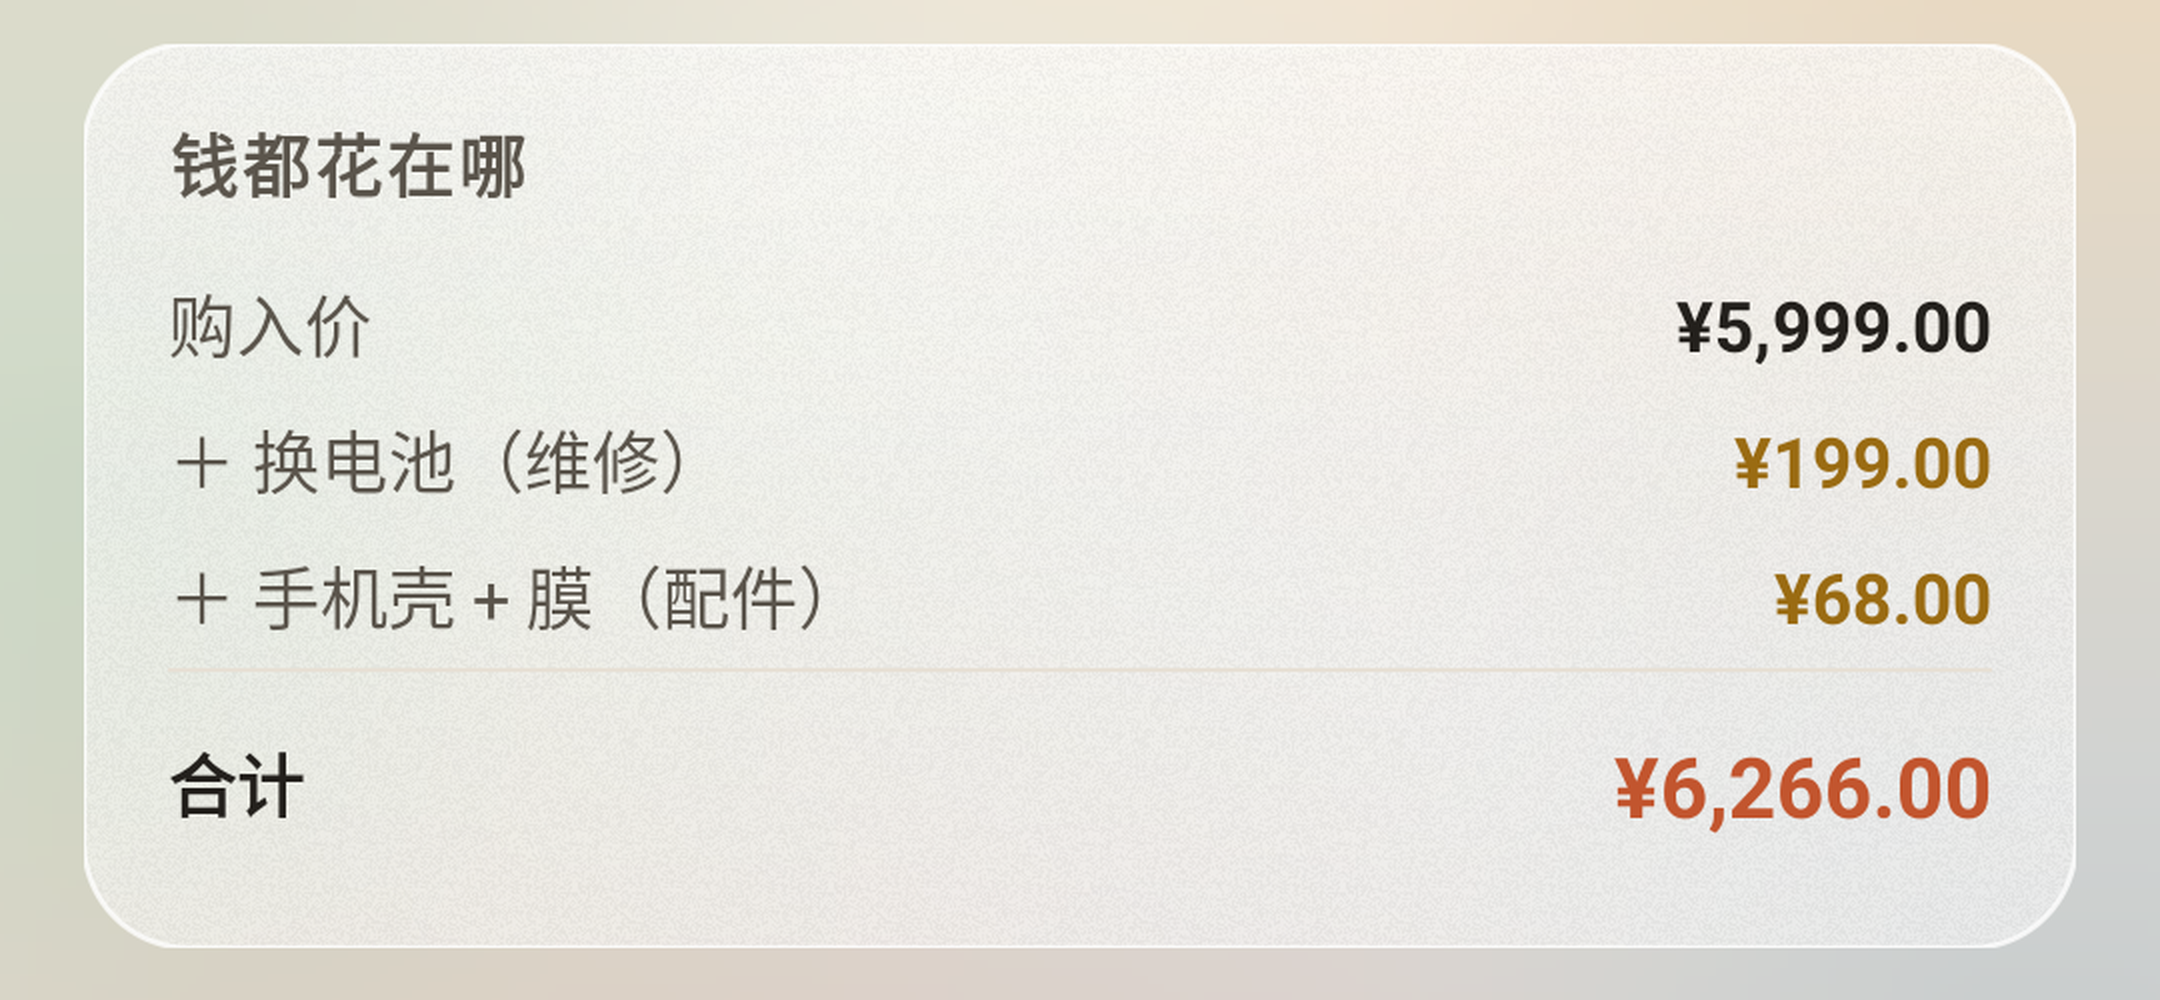 钱都花在哪
购入价 ¥5,999.00
＋ 换电池（维修） ¥199.00
＋ 手机壳 + 膜（配件） ¥68.00
合计 ¥6,266.00